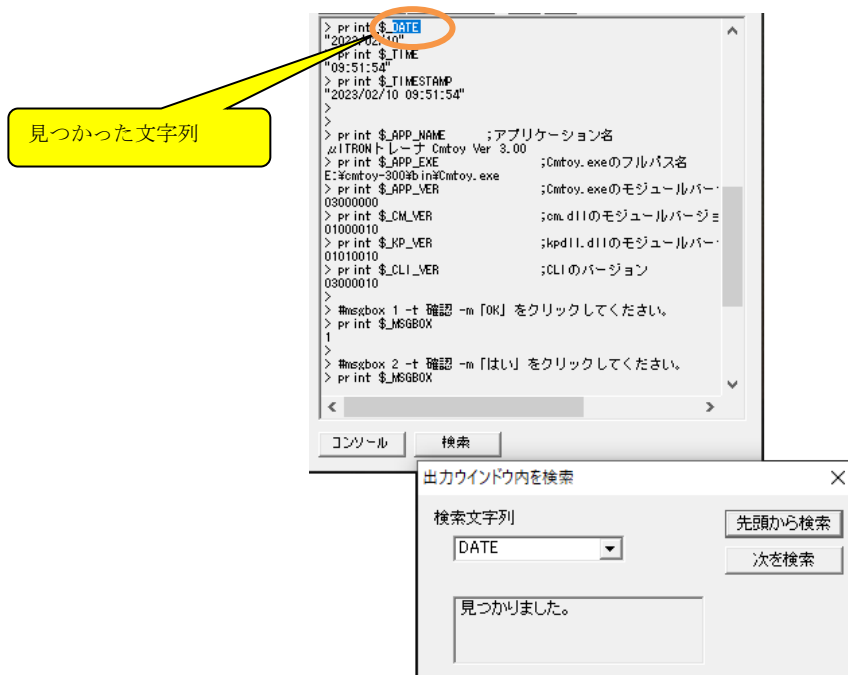 > print $_DATE
"2023/02/10"
> print $_TIME
"09:51:54"
> print $_TIMESTAMP
"2023/02/10 09:51:54"
>
>
> print $_APP_NAME ;アプリケーション名
μITRONトレーナ Cmtoy Ver 3.00
> print $_APP_EXE ;Cmtoy.exeのフルパス名
E:¥cmtoy-300¥bin¥Cmtoy.exe
> print $_APP_VER ;Cmtoy.exeのモジュールバー
03000000
> print $_CM_VER ;cm.dllのモジュールバージョ
01000010
> print $_KP_VER ;kpdll.dllのモジュールバー
01010010
> print $_CLI_VER ;CLIのバージョン
03000010
>
> #msgbox 1 -t 確認 -m 「OK」をクリックしてください。
> print $_MSGBOX
1
>
> #msgbox 2 -t 確認 -m 「はい」をクリックしてください。
> print $_MSGBOX
見つかった文字列
コンソール 検索
出力ウインドウ内を検索
検索文字列
先頭から検索
DATE
次を検索
見つかりました。